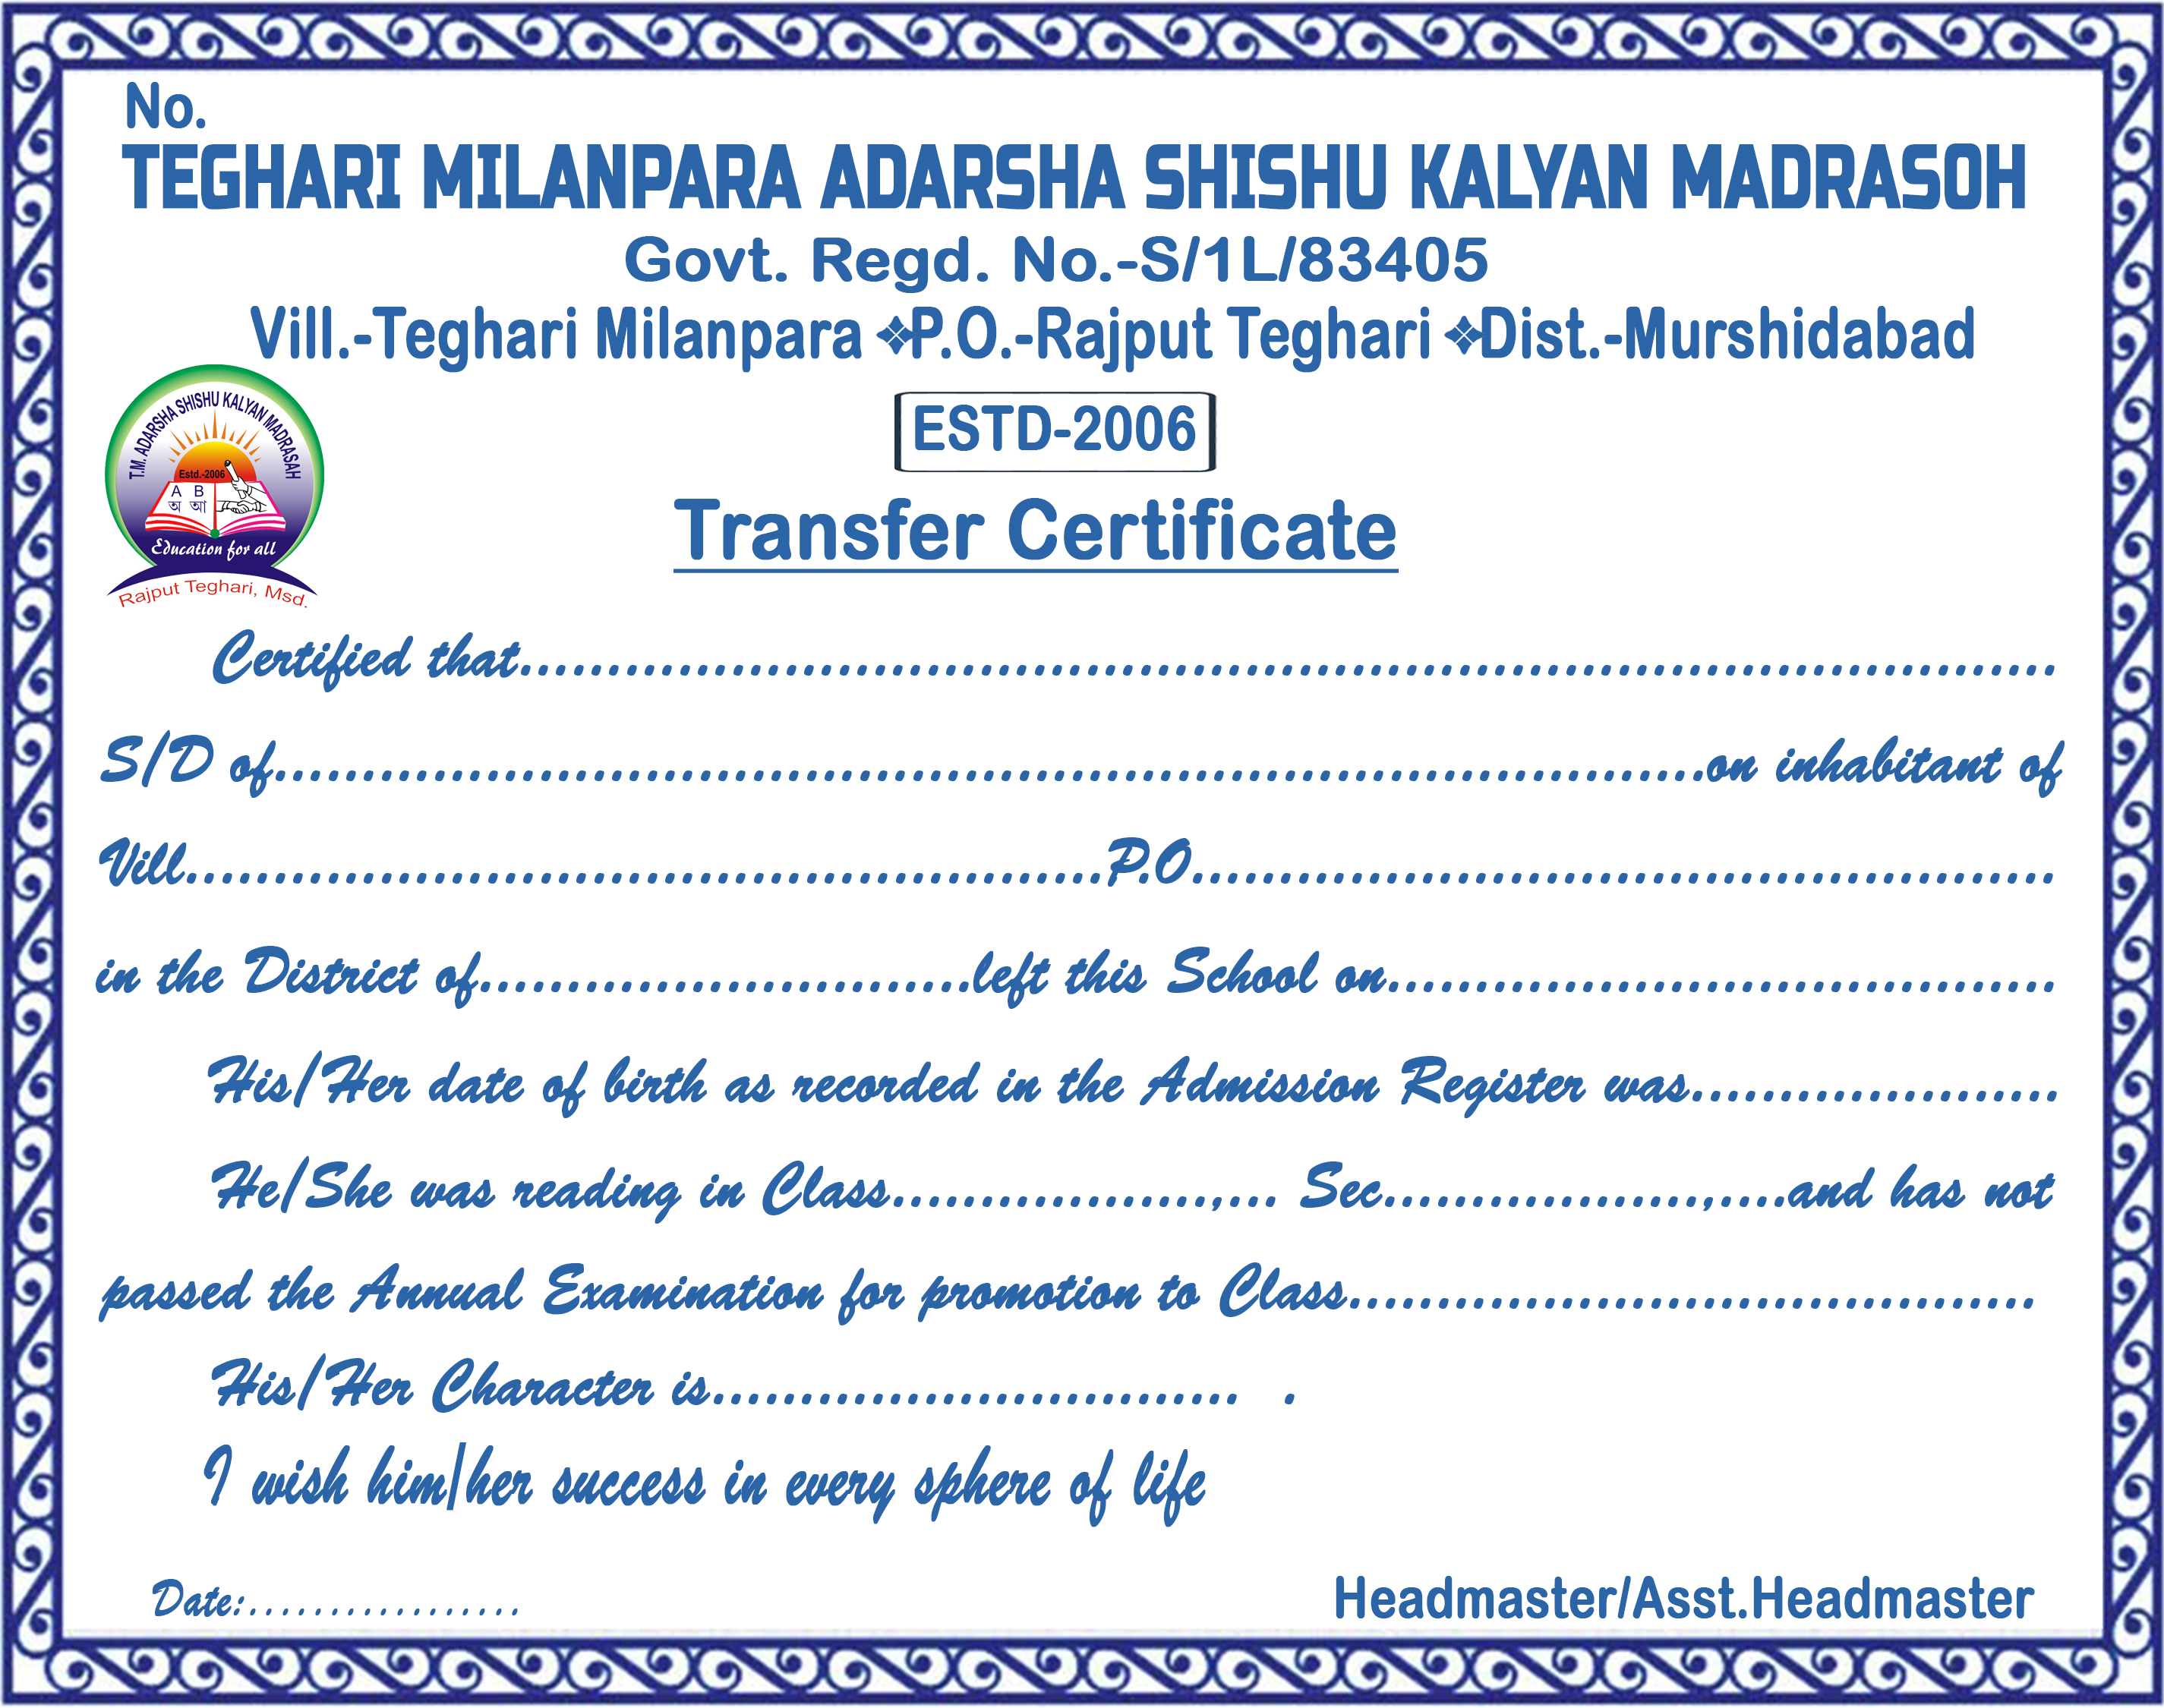 No.
TEGHARI MILANPARA ADARSHA SHISHU KALYAN MADRASOH
Govt. Regd. No.-S/1L/83405
Vill.-Teghari Milanpara ❖P.O.-Rajput Teghari ❖Dist.-Murshidabad
T.M. ADARSHA SHISHU KALYAN MADRASAH
Estd.-2006
A B
অ আ
Education for all
Rajput Teghari, Msd.
ESTD-2006
Transfer Certificate
Certified that......................................................................................
S/D of................................................................................on inhabitant of
Vill...................................................P.O................................................
in the District of............................left this School on......................................
His/Her date of birth as recorded in the Admission Register was.....................
He/She was reading in Class..................,... Sec..................,....and has not
passed the Annual Examination for promotion to Class.......................................
His/Her Character is.............................. .
I wish him/her success in every sphere of life
Date:.................
Headmaster/Asst.Headmaster